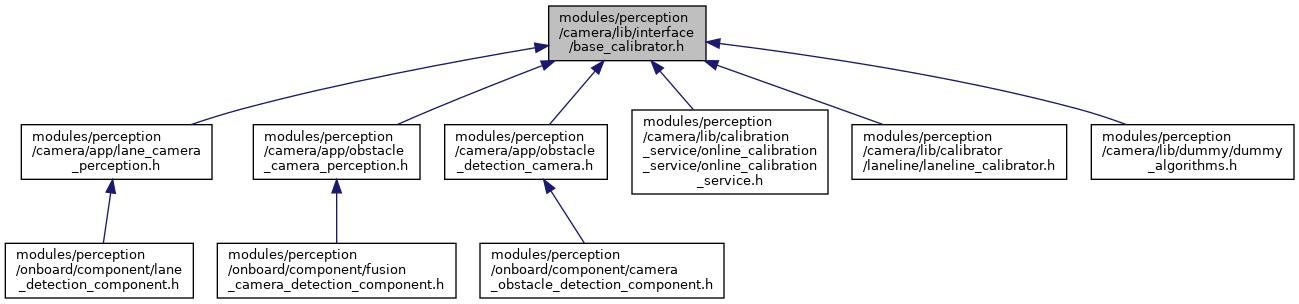 modules/perception
/camera/lib/interface
/base_calibrator.h
modules/perception
/camera/app/lane_camera
_perception.h
modules/perception
/camera/app/obstacle
_camera_perception.h
modules/perception
/camera/app/obstacle
_detection_camera.h
modules/perception
/camera/lib/calibration
_service/online_calibration
_service/online_calibration
_service.h
modules/perception
/camera/lib/calibrator
/laneline/laneline_calibrator.h
modules/perception
/camera/lib/dummy/dummy
_algorithms.h
modules/perception
/onboard/component/lane
_detection_component.h
modules/perception
/onboard/component/fusion
_camera_detection_component.h
modules/perception
/onboard/component/camera
_obstacle_detection_component.h